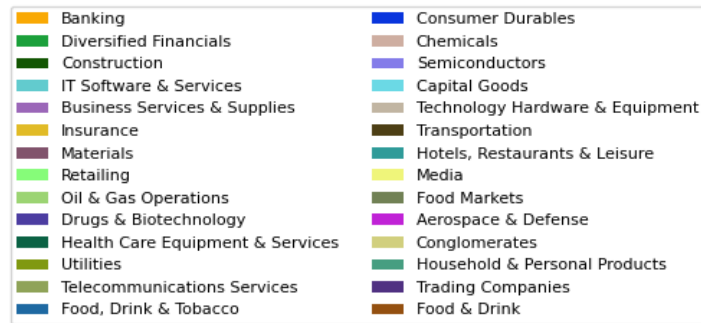 Banking
Diversified Financials
Construction
IT Software & Services
Business Services & Supplies
Insurance
Materials
Retailing
Oil & Gas Operations
Drugs & Biotechnology
Health Care Equipment & Services
Utilities
Telecommunications Services
Food, Drink & Tobacco
Consumer Durables
Chemicals
Semiconductors
Capital Goods
Technology Hardware & Equipment
Transportation
Hotels, Restaurants & Leisure
Media
Food Markets
Aerospace & Defense
Conglomerates
Household & Personal Products
Trading Companies
Food & Drink